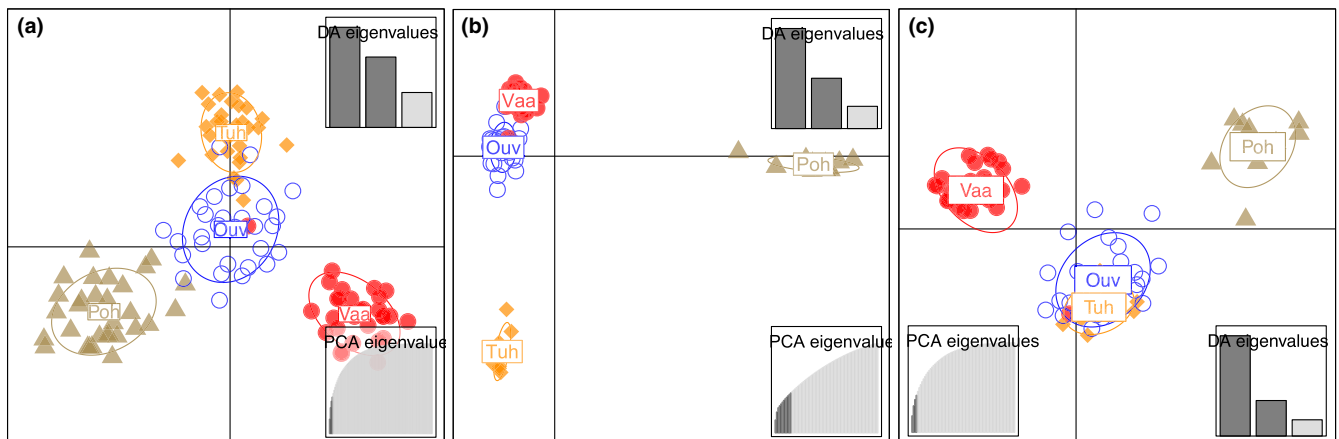 (a)
DA eigenvalues
Tuh
Ouv
Poh
Vaa
PCA eigenvalue
(b)
DA eigenvalues
Vaa
Ouv
Poh
Tuh
PCA eigenvalues
(c)
Poh
Vaa
Ouv
Tuh
PCA eigenvalues
DA eigenvalues